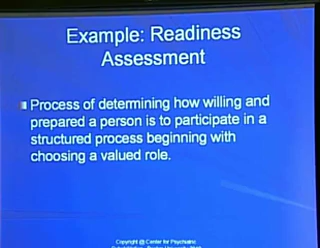 Example: Readiness
Assessment
Process of determining how willing and
prepared a person is to participate in a
structured process beginning with
choosing a valued role.
Copyright @ Center for Psychiatric